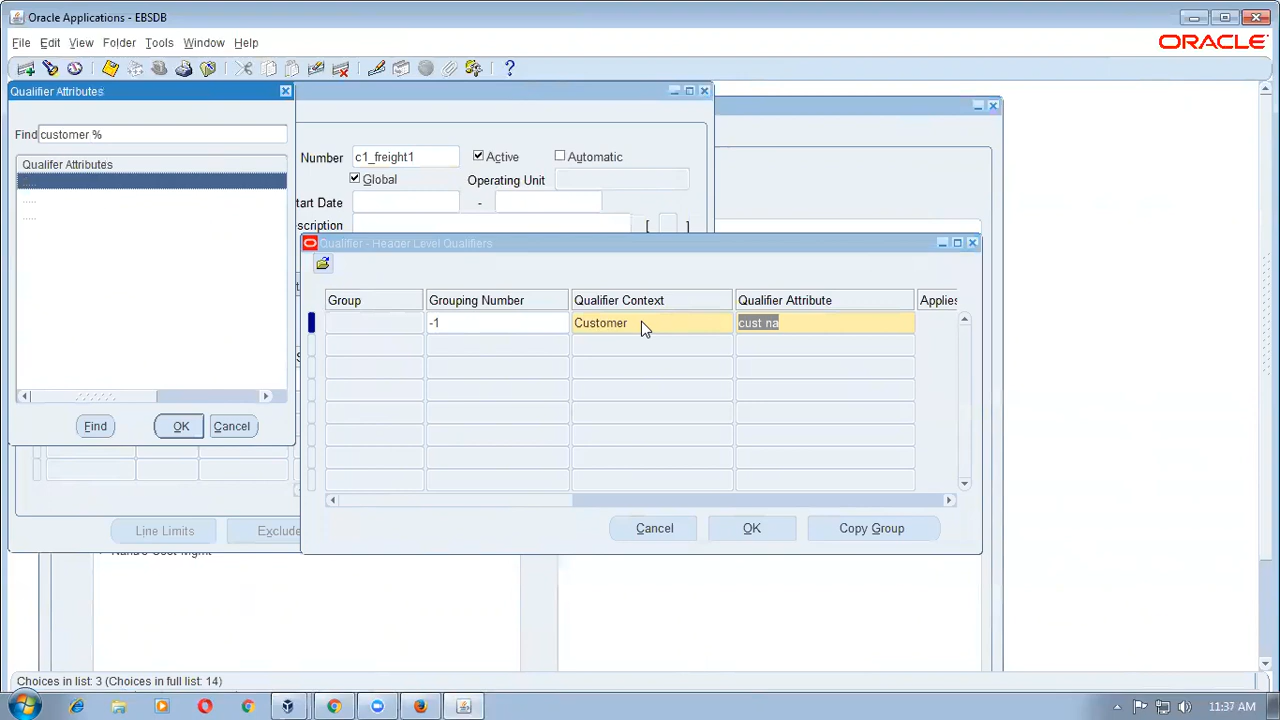 Oracle Applications - EBSDB
File Edit View Folder Tools Window Help
ORACLE
Qualifier Attributes
Find customer %
Qualifer Attributes
.....
.....
.....
Find OK Cancel
Number c1_freight1 Active Automatic
Global Operating Unit
tart Date -
scription [ ]
Qualifier - Header Level Qualifiers
Group Grouping Number Qualifier Context Qualifier Attribute Applies
-1 Customer cust na
Cancel OK Copy Group
Line Limits Exclude
Choices in list: 3 (Choices in full list: 14)
11:37 AM